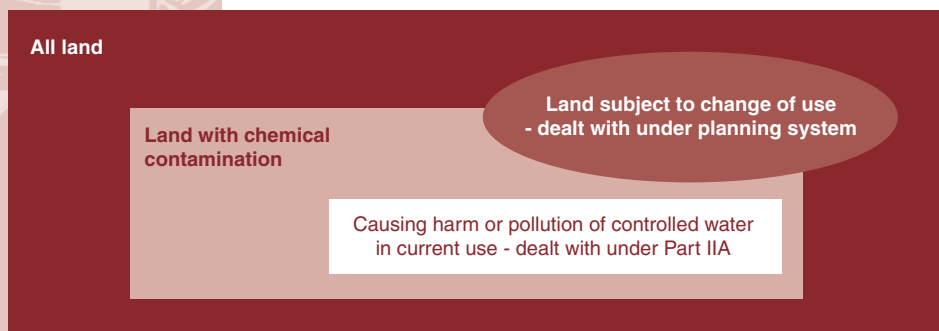 All land
Land subject to change of use
- dealt with under planning system
Land with chemical
contamination
Causing harm or pollution of controlled water
in current use - dealt with under Part IIA